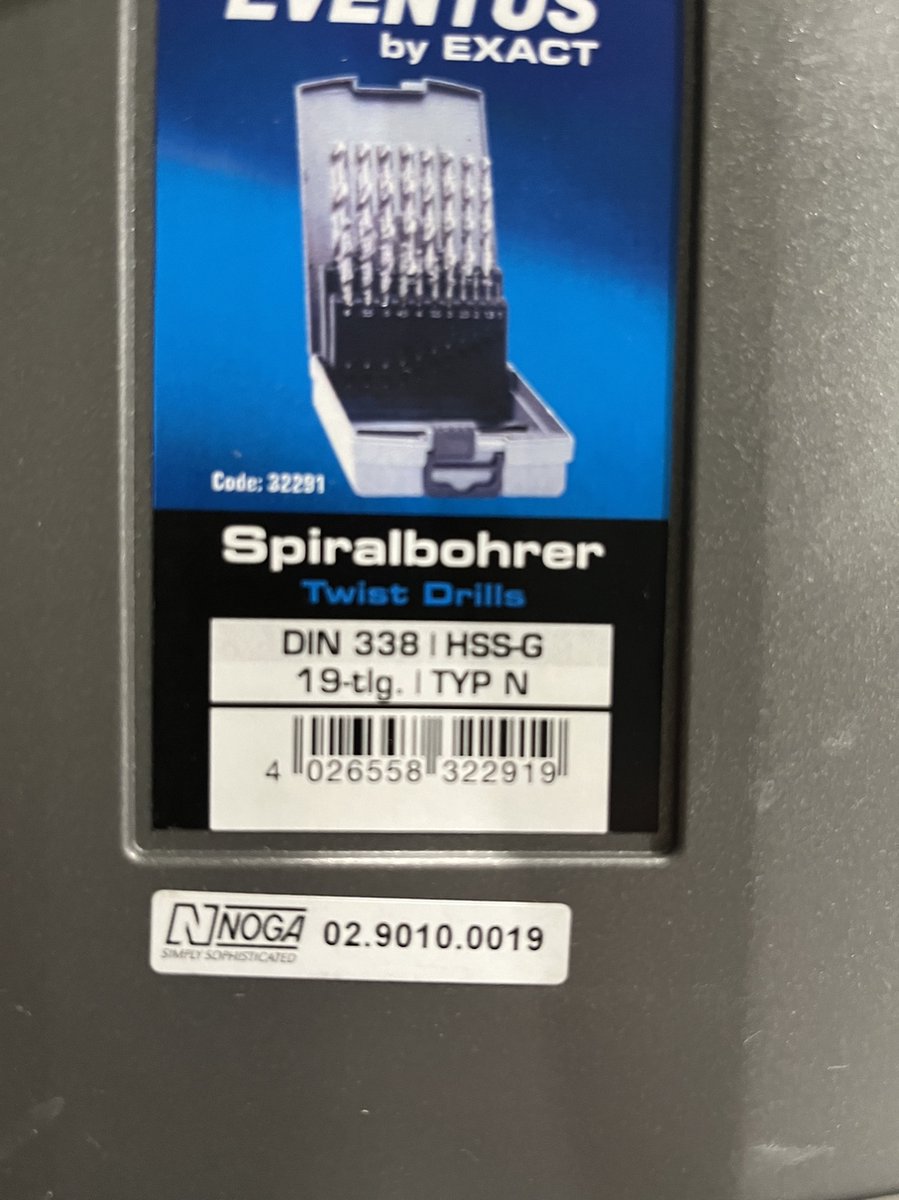 EVENTUS
by EXACT
Code: 32291
Spiralbohrer
Twist Drills
DIN 338 | HSS-G
19-tlg. | TYP N
4 026558 322919
NOGA 02.9010.0019
SIMPLY SOPHISTICATED